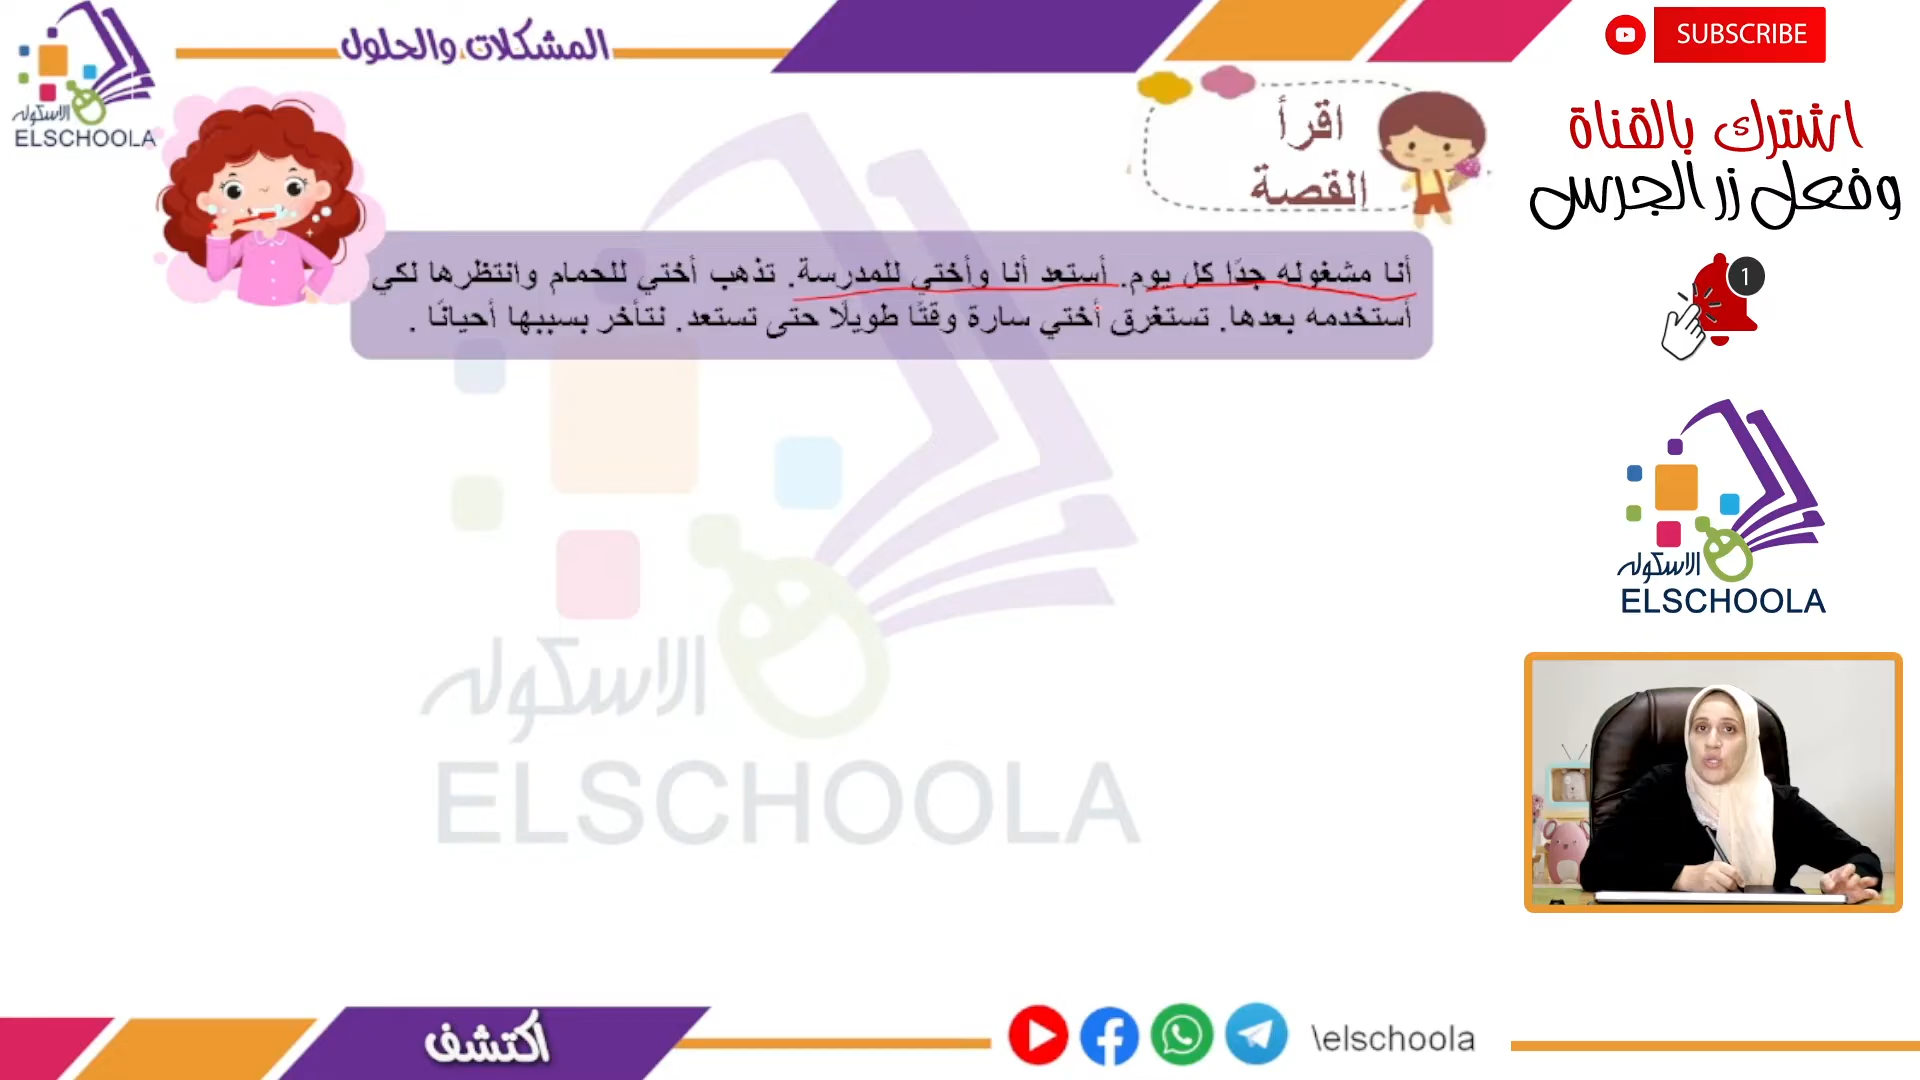 المشكلات والحلول
SUBSCRIBE
الاسكوله
ELSCHOOLA
اقرأ
القصة
اشترك بالقناة
وفعل زر الجرس
1
أنا مشغوله جدًا كل يوم. أستعد أنا وأختي للمدرسة. تذهب أختي للحمام وانتظرها لكي
أستخدمه بعدها. تستغرق أختي سارة وقتًا طويلًا حتى تستعد. نتأخر بسببها أحيانًا .
الاسكوله
ELSCHOOLA
الاسكوله
ELSCHOOLA
اكتشف
\elschoola